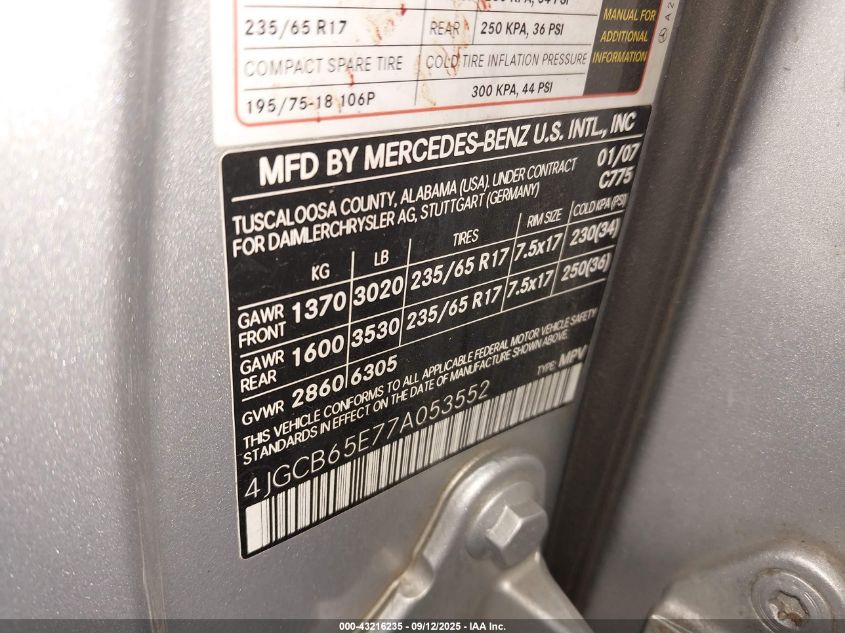 235/65 R17 REAR 250 KPA, 36 PSI
COMPACT SPARE TIRE COLD TIRE INFLATION PRESSURE
195/75-18 106P 300 KPA, 44 PSI
MANUAL FOR
ADDITIONAL
INFORMATION
MFD BY MERCEDES-BENZ U.S. INTL., INC
TUSCALOOSA COUNTY, ALABAMA (USA). UNDER CONTRACT 01/07
FOR DAIMLERCHRYSLER AG, STUTTGART (GERMANY) C775
KG LB TIRES RIM SIZE COLD KPA (PSI)
GAWR FRONT 1370 3020 235/65 R17 7.5x17 230(34)
GAWR REAR 1600 3530 235/65 R17 7.5x17 250(36)
GVWR 2860 6305
THIS VEHICLE CONFORMS TO ALL APPLICABLE FEDERAL MOTOR VEHICLE SAFETY
STANDARDS IN EFFECT ON THE DATE OF MANUFACTURE SHOWN ABOVE.
TYPE: MPV
4JGCB65E77A053552
000-43216235 - 09/12/2025 - IAA Inc.